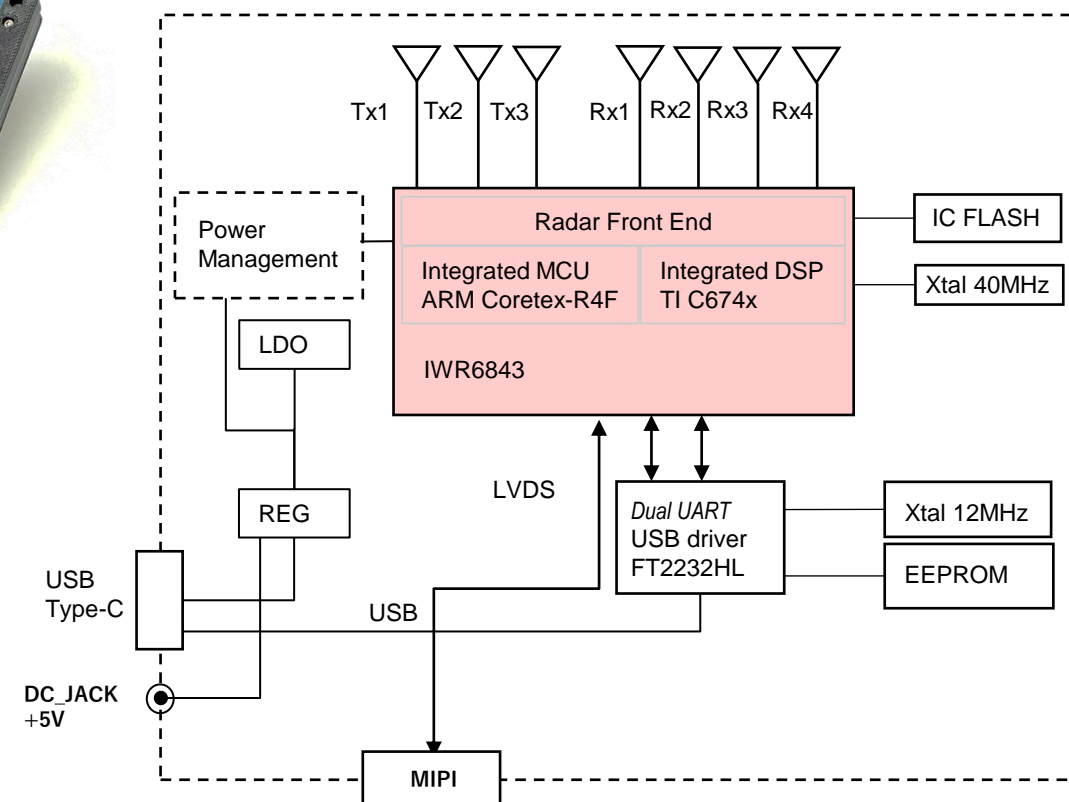 Tx1 Tx2 Tx3 Rx1 Rx2 Rx3 Rx4
Power
Management
Radar Front End
Integrated MCU
ARM Coretex-R4F
Integrated DSP
TI C674x
IWR6843
IC FLASH
Xtal 40MHz
LDO
REG
LVDS
Dual UART
USB driver
FT2232HL
Xtal 12MHz
EEPROM
USB
Type-C
USB
DC_JACK
+5V
MIPI